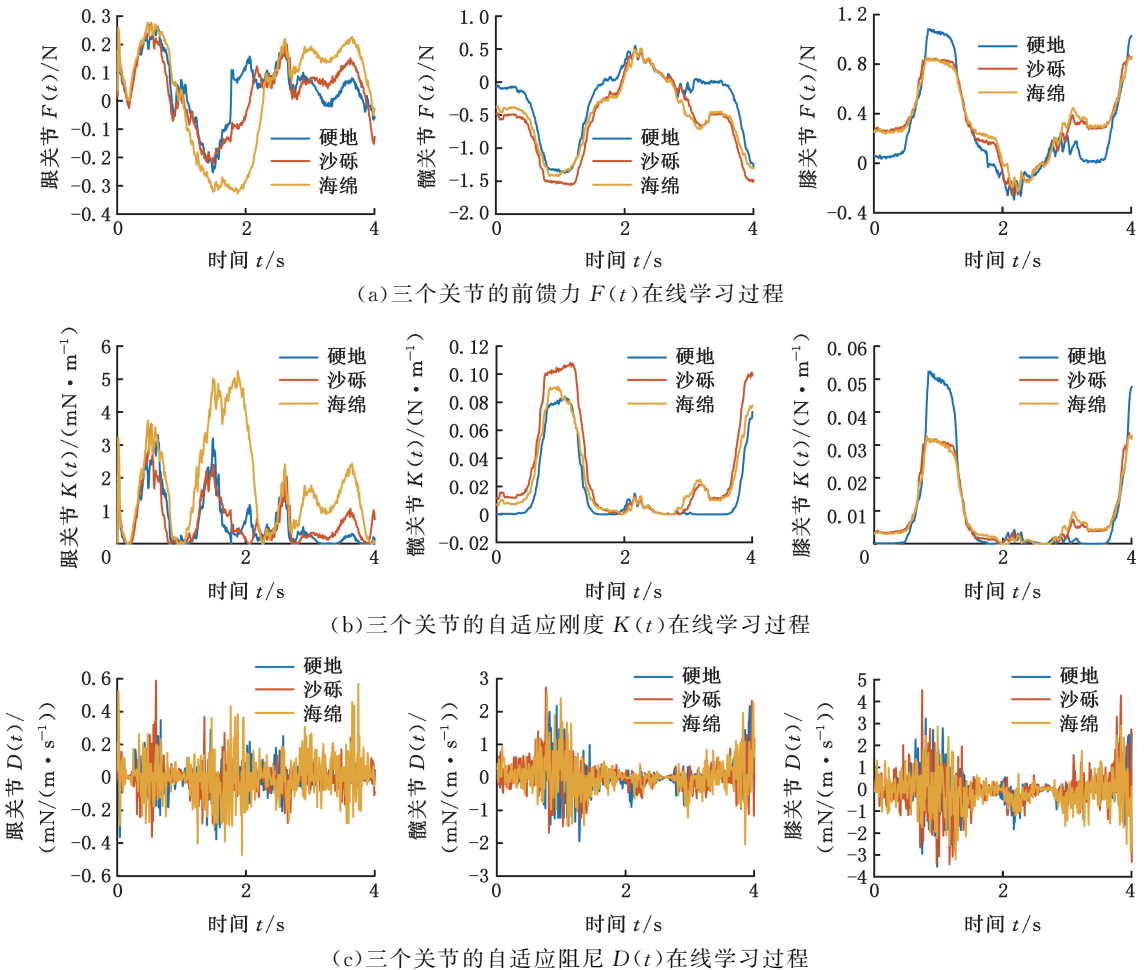 跟关节 F(t)/N
0.3
0.2
0.1
0
-0.1
-0.2
-0.3
-0.4
硬地
沙砾
海绵
0 2 4
时间 t/s
髋关节 F(t)/N
1.0
0.5
0
-0.5
-1.0
-1.5
-2.0
硬地
沙砾
海绵
0 2 4
时间 t/s
膝关节 F(t)/N
1.2
0.8
0.4
0
-0.4
硬地
沙砾
海绵
0 2 4
时间 t/s
(a)三个关节的前馈力 F(t)在线学习过程
跟关节 K(t)/(mN·m⁻¹)
6
5
4
3
2
1
硬地
沙砾
海绵
0 2 4
时间 t/s
髋关节 K(t)/(N·m⁻¹)
0.12
0.10
0.08
0.06
0.04
0.02
0
-0.02
硬地
沙砾
海绵
0 2 4
时间 t/s
膝关节 K(t)/(N·m⁻¹)
0.06
0.05
0.04
0.03
0.02
0.01
硬地
沙砾
海绵
0 2 4
时间 t/s
(b)三个关节的自适应刚度 K(t)在线学习过程
跟关节 D(t)/
(mN/(m·s⁻¹))
0.6
0.4
0.2
0
-0.2
-0.4
-0.6
硬地
沙砾
海绵
0 2 4
时间 t/s
髋关节 D(t)/
(mN/(m·s⁻¹))
3
2
1
0
-1
-2
-3
硬地
沙砾
海绵
0 2 4
时间 t/s
膝关节 D(t)/
(mN/(m·s⁻¹))
5
4
3
2
1
0
-1
-2
-3
-4
硬地
沙砾
海绵
0 2 4
时间 t/s
(c)三个关节的自适应阻尼 D(t)在线学习过程